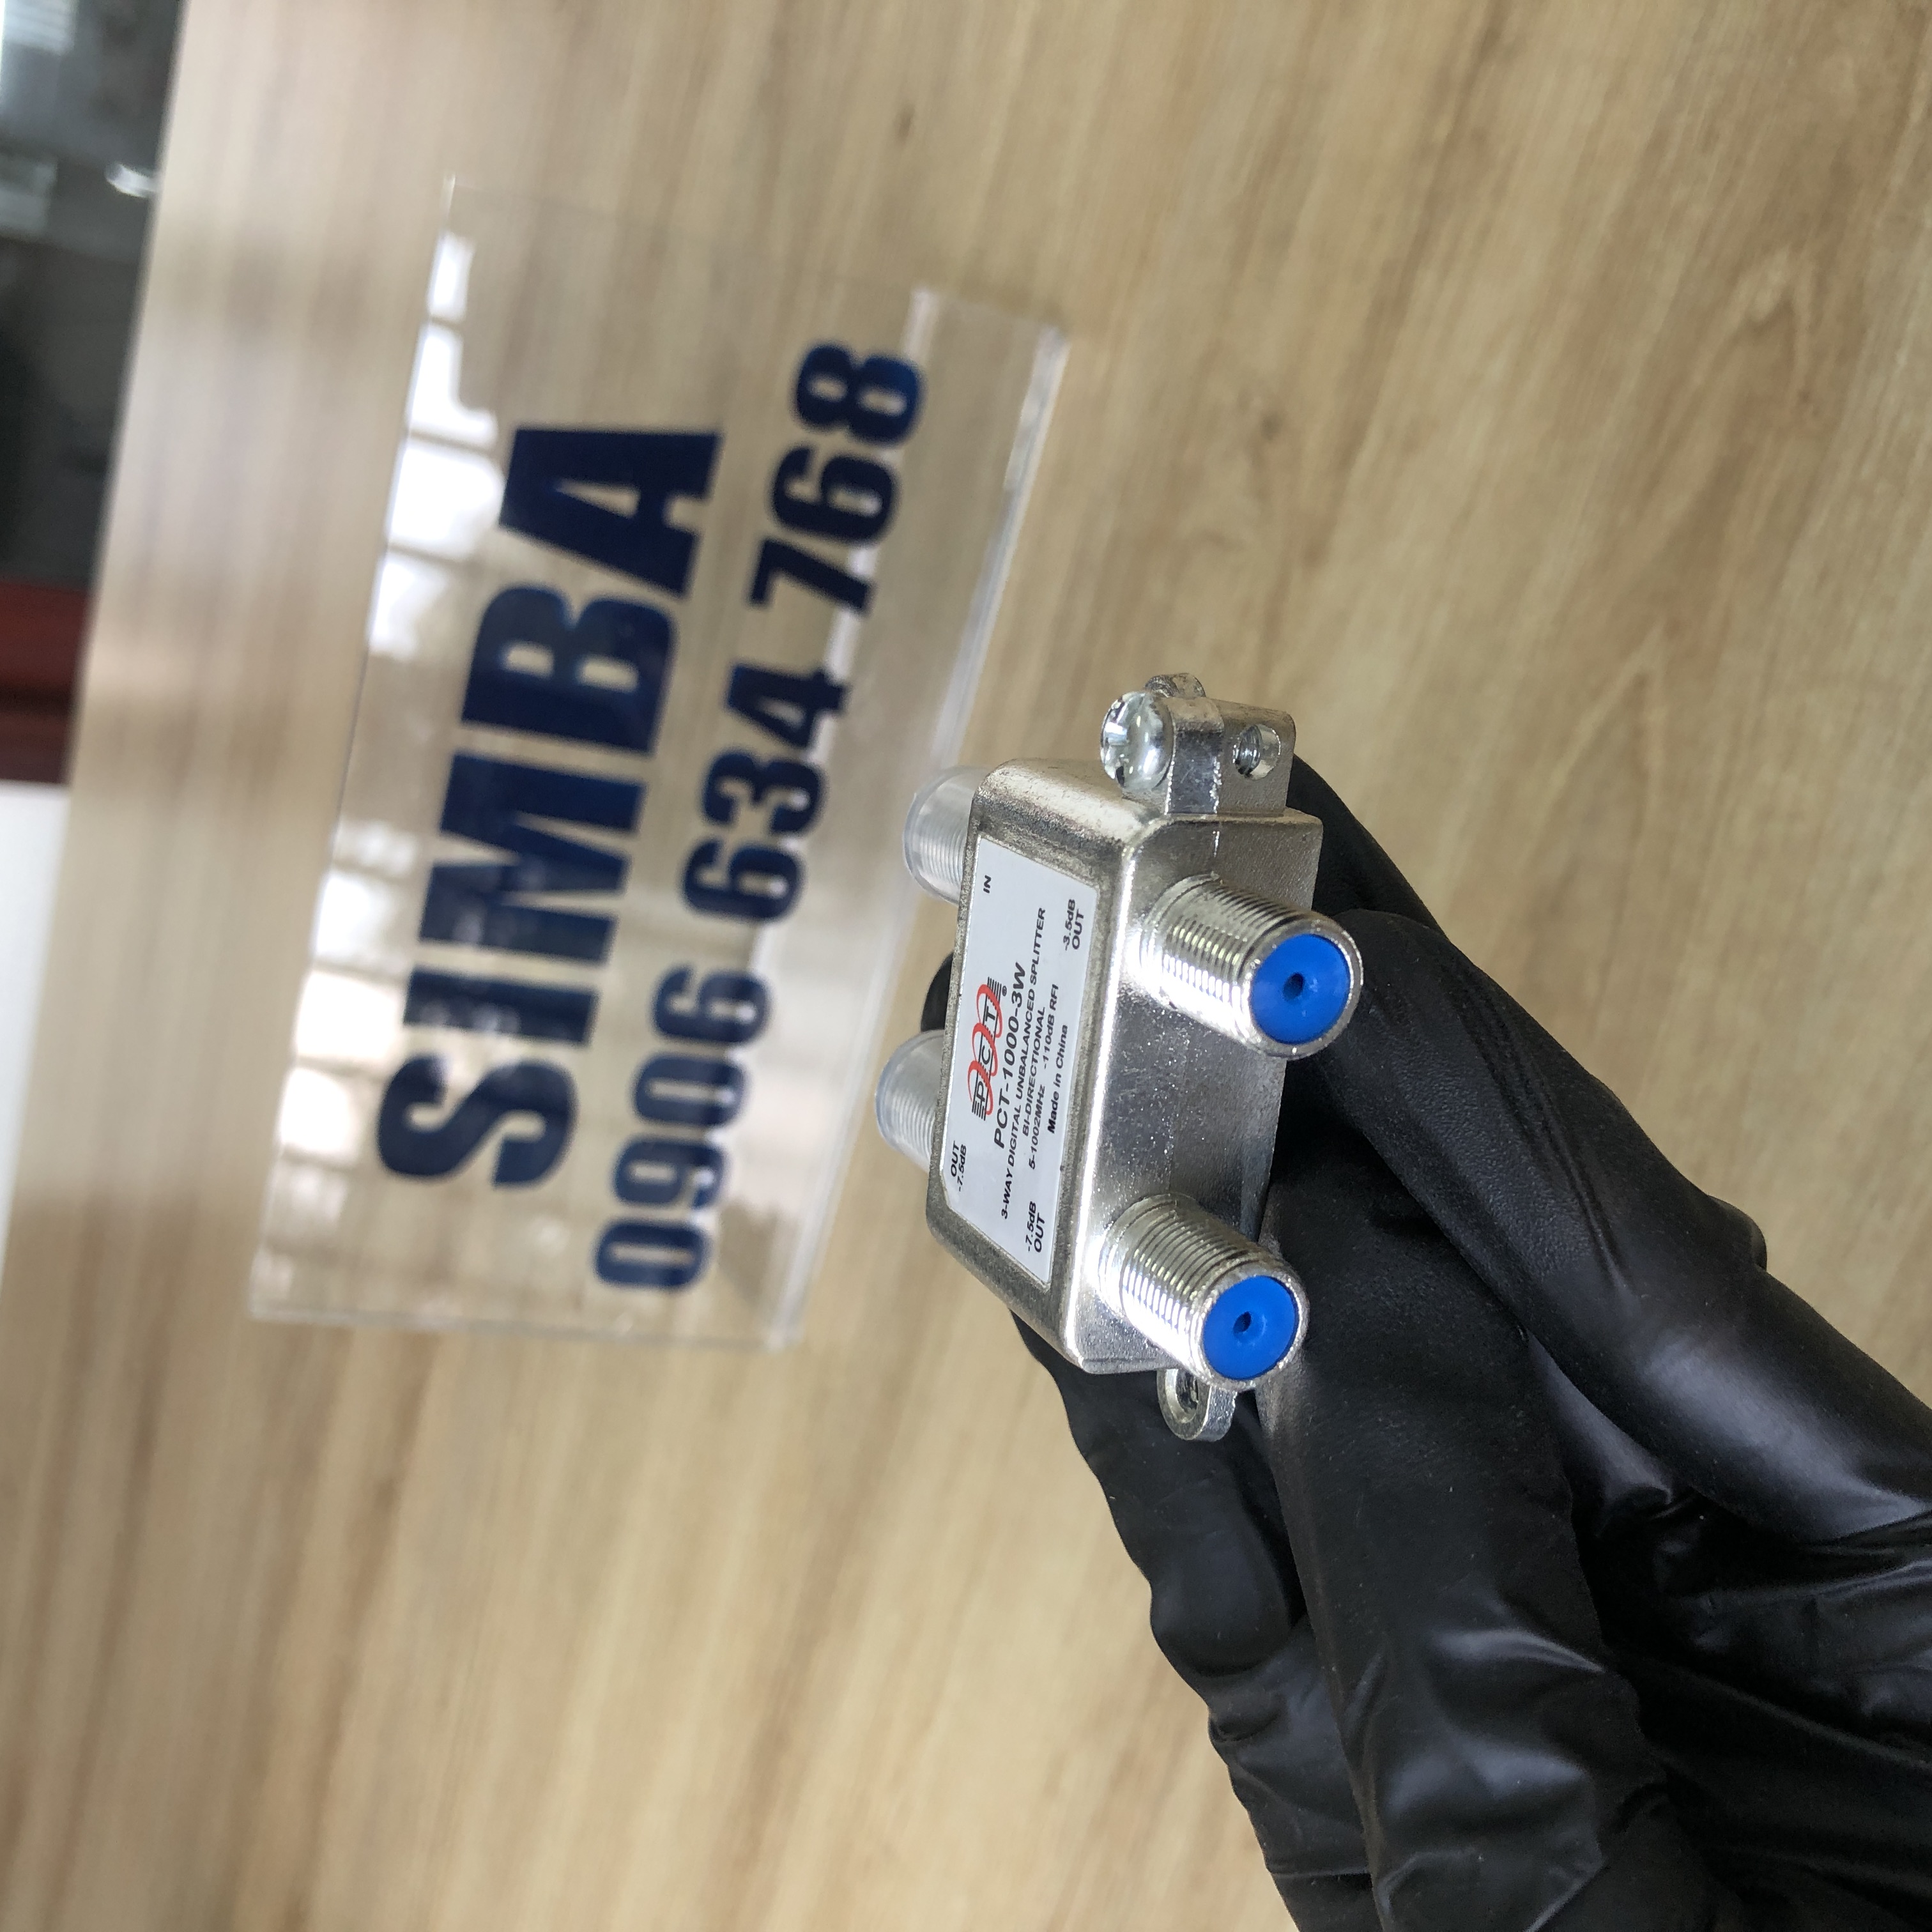 SIMBA
0906 634 768
IN
OUT
-7.5dB
PCT®
PCT-1000-3W
3-WAY DIGITAL UNBALANCED SPLITTER
BI-DIRECTIONAL
5-1002MHz -110dB RFI
Made in China
-7.5dB
OUT
-3.5dB
OUT